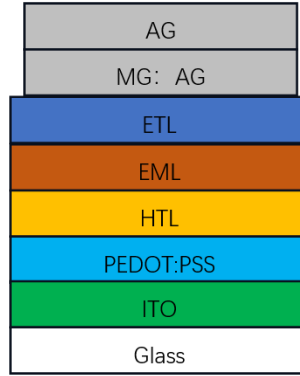 AG
MG： AG
ETL
EML
HTL
PEDOT:PSS
ITO
Glass